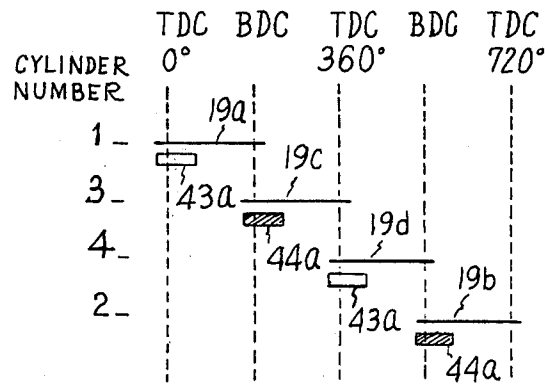 TDC BDC TDC BDC TDC
CYLINDER NUMBER 0° 360° 720°
1 19a
43a
3 19c
44a
4 19d
43a
2 19b
44a